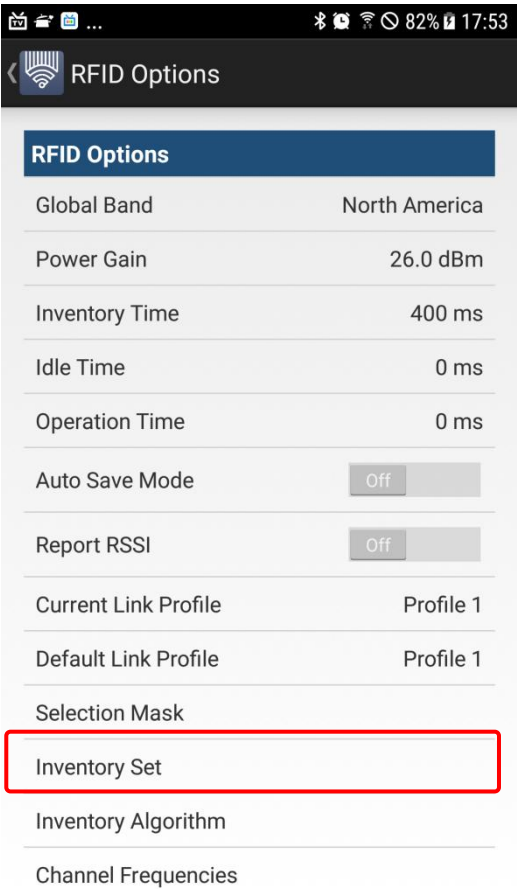 TV ... 82% 17:53
RFID Options
RFID Options
Global Band North America
Power Gain 26.0 dBm
Inventory Time 400 ms
Idle Time 0 ms
Operation Time 0 ms
Auto Save Mode Off
Report RSSI Off
Current Link Profile Profile 1
Default Link Profile Profile 1
Selection Mask
Inventory Set
Inventory Algorithm
Channel Frequencies